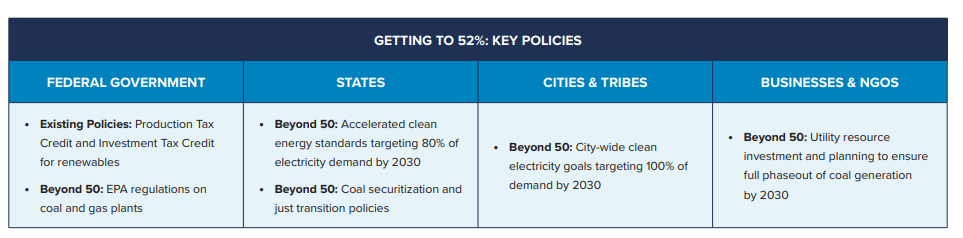 GETTING TO 52%: KEY POLICIES
FEDERAL GOVERNMENT
STATES
CITIES & TRIBES
BUSINESSES & NGOS
• Existing Policies: Production Tax
Credit and Investment Tax Credit
for renewables
• Beyond 50: EPA regulations on
coal and gas plants
• Beyond 50: Accelerated clean
energy standards targeting 80% of
electricity demand by 2030
• Beyond 50: Coal securitization and
just transition policies
• Beyond 50: City-wide clean
electricity goals targeting 100% of
demand by 2030
• Beyond 50: Utility resource
investment and planning to ensure
full phaseout of coal generation
by 2030